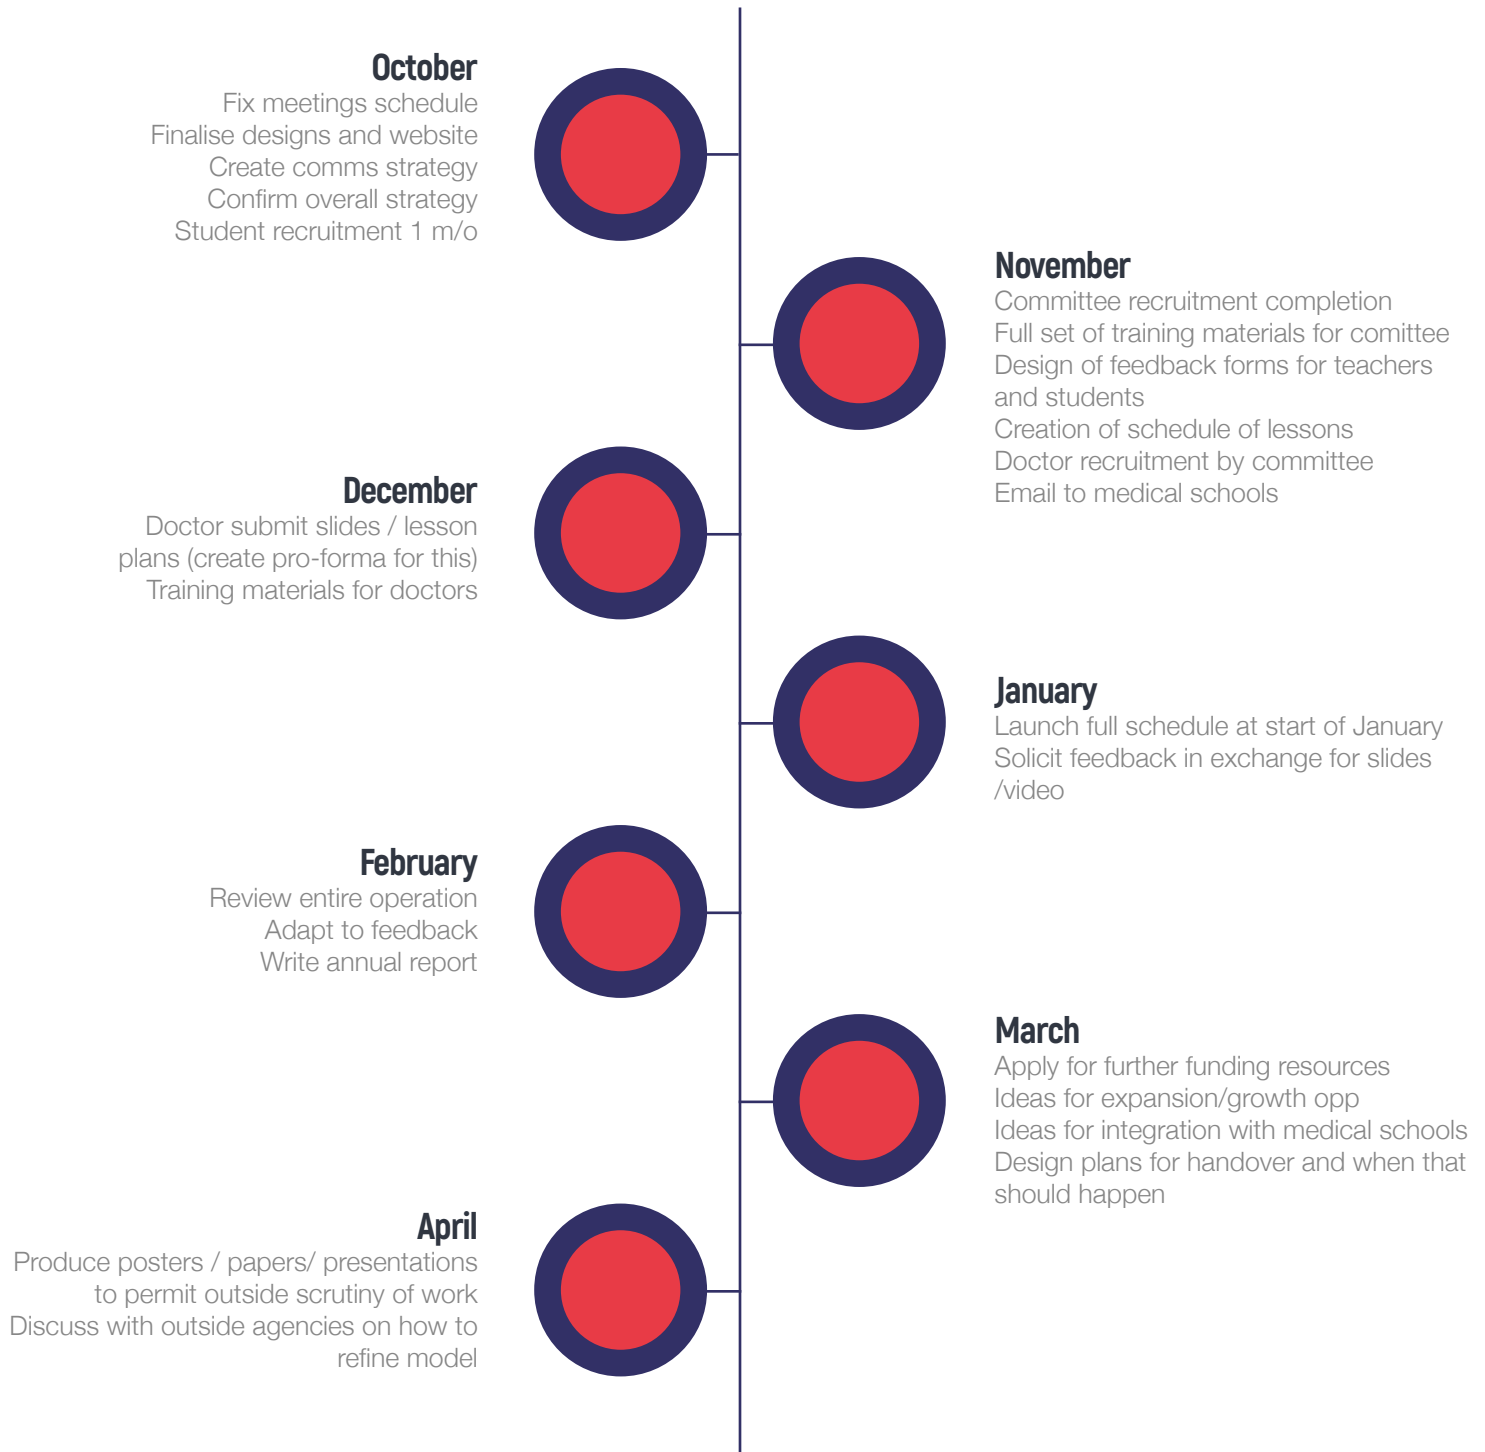 October
Fix meetings schedule
Finalise designs and website
Create comms strategy
Confirm overall strategy
Student recruitment 1 m/o
November
Committee recruitment completion
Full set of training materials for comittee
Design of feedback forms for teachers
and students
Creation of schedule of lessons
Doctor recruitment by committee
Email to medical schools
December
Doctor submit slides / lesson
plans (create pro-forma for this)
Training materials for doctors
January
Launch full schedule at start of January
Solicit feedback in exchange for slides
/video
February
Review entire operation
Adapt to feedback
Write annual report
March
Apply for further funding resources
Ideas for expansion/growth opp
Ideas for integration with medical schools
Design plans for handover and when that
should happen
April
Produce posters / papers/ presentations
to permit outside scrutiny of work
Discuss with outside agencies on how to
refine model